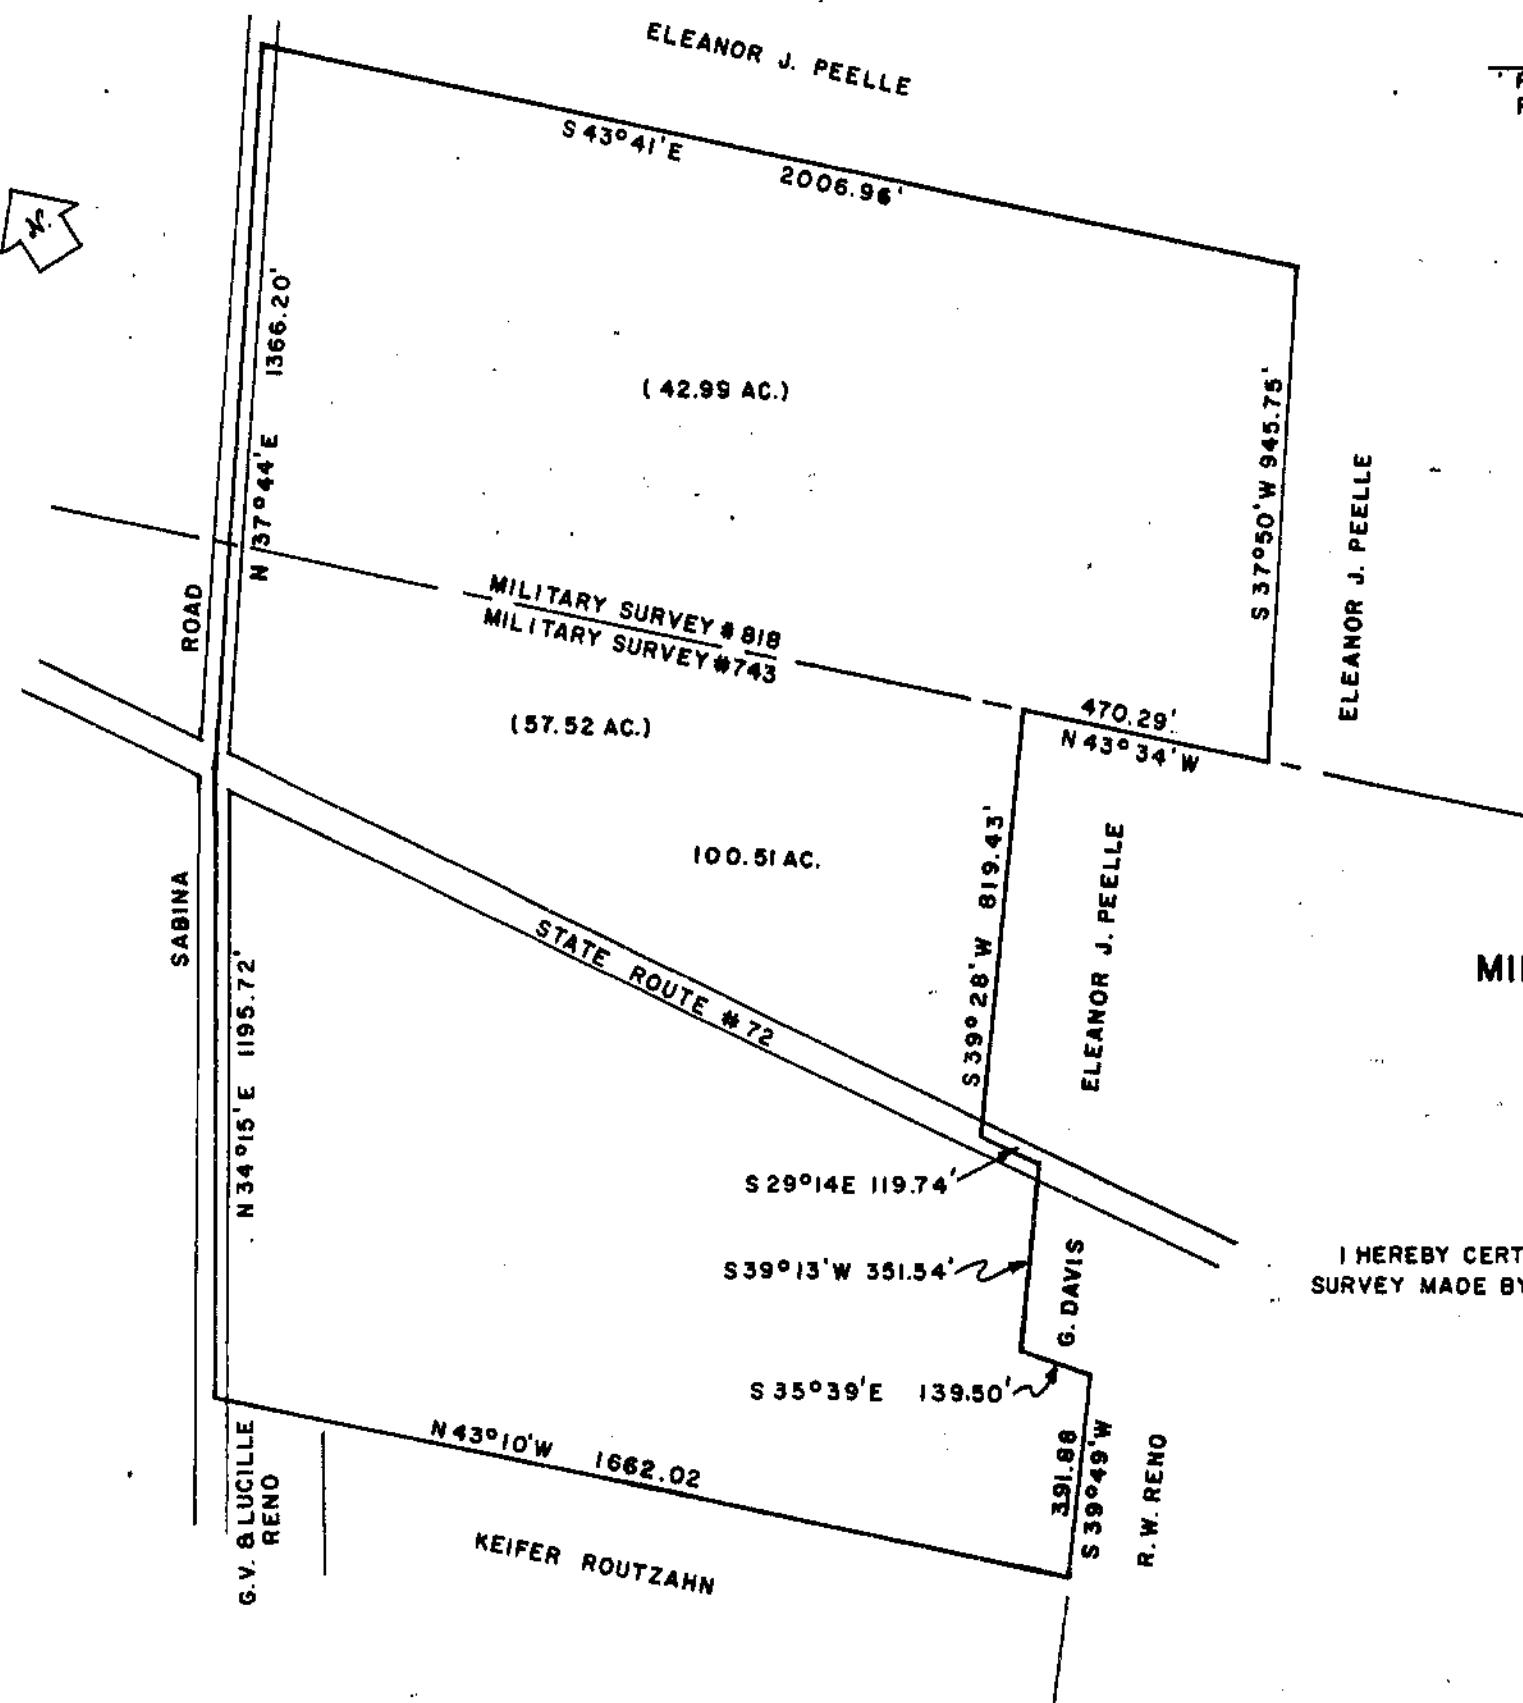 ELEANOR J. PEELLE
S 43°41'E 2006.96'
N.
N 37°44'E 1366.20'
(42.99 AC.)
S 37°50'W 945.75'
ELEANOR J. PEELLE
ROAD
MILITARY SURVEY # 818
MILITARY SURVEY #743
470.29'
N 43°34'W
(57.52 AC.)
100.51 AC.
S 39°28'W 819.43'
ELEANOR J. PEELLE
SABINA
STATE ROUTE # 72
MI
N 34°15'E 1195.72'
S 29°14E 119.74'
S 39°13'W 351.54'
G. DAVIS
I HEREBY CERT
SURVEY MADE BY
S 35°39'E 139.50'
N 43°10'W 1662.02
391.88
S 39°49'W
R.W. RENO
G.V. & LUCILLE
RENO
KEIFER ROUTZAHN